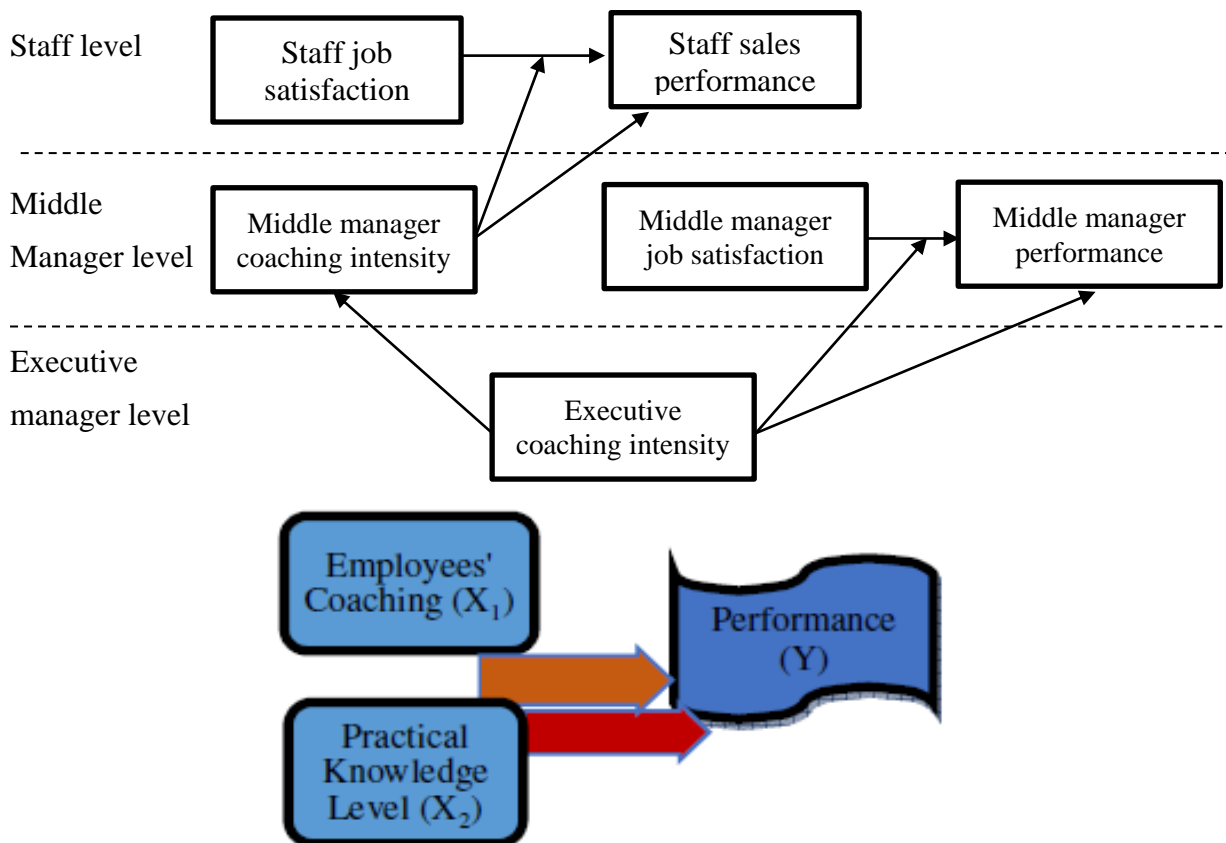 Staff level
Staff job
satisfaction
Staff sales
performance
Middle
Manager level
Middle manager
coaching intensity
Middle manager
job satisfaction
Middle manager
performance
Executive
manager level
Executive
coaching intensity
Employees'
Coaching (X₁)
Performance
(Y)
Practical
Knowledge
Level (X₂)